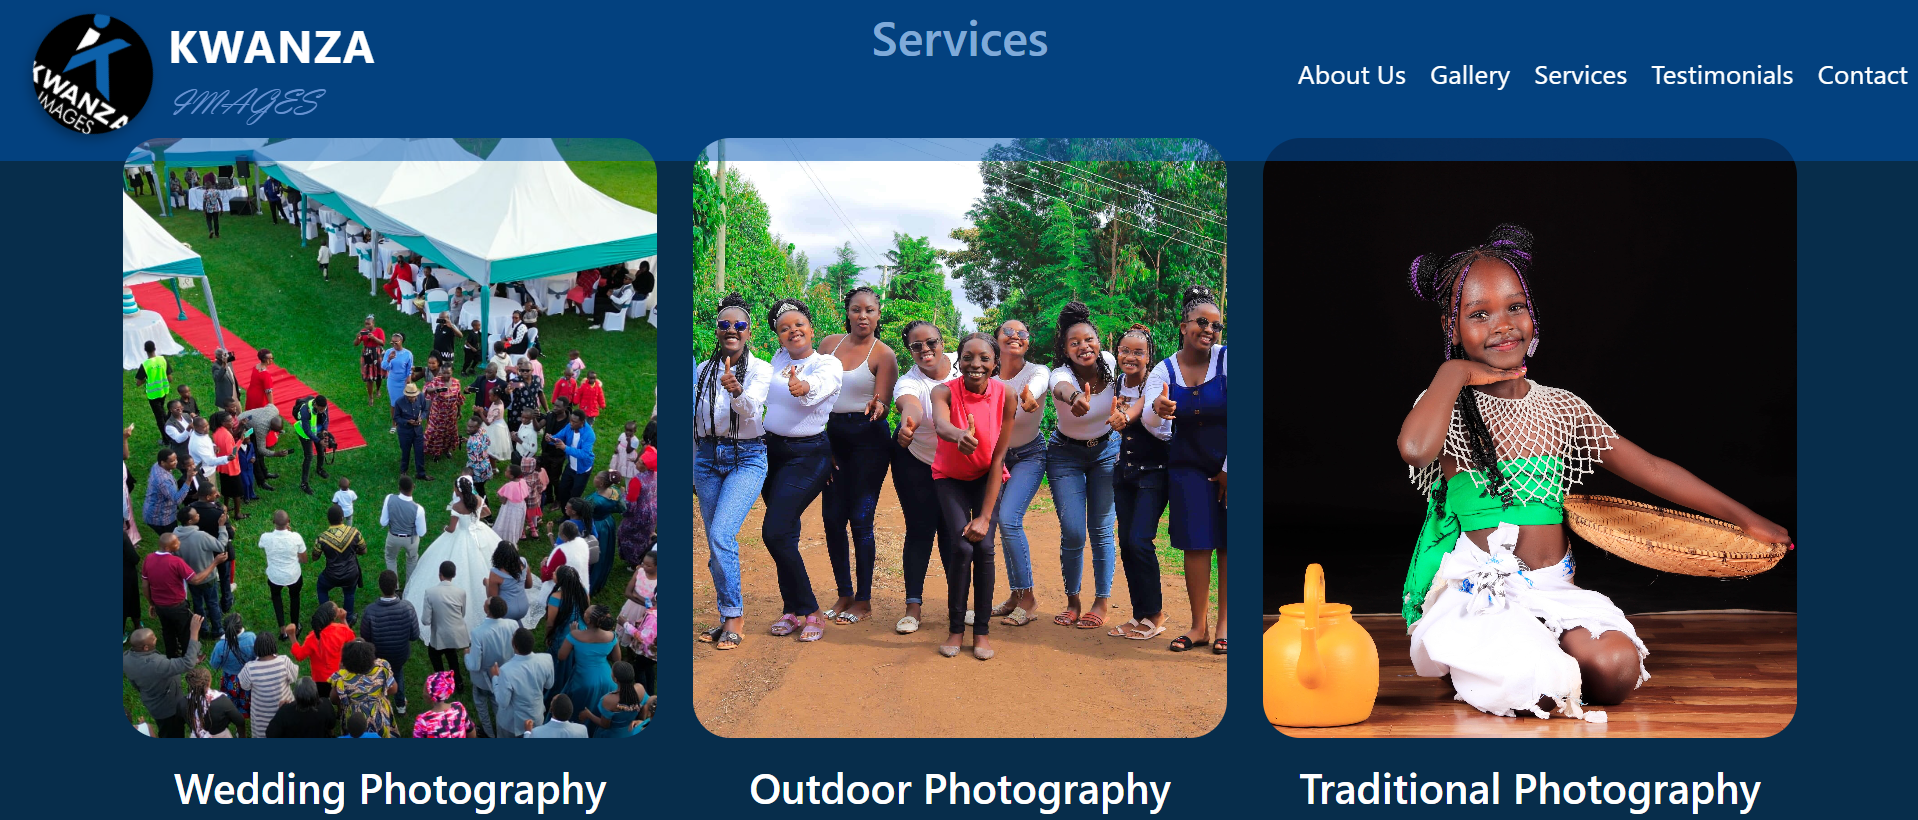 KWANZA
IMAGES
KWANZA
IMAGES
Services
About Us Gallery Services Testimonials Contact
Wedding Photography
Outdoor Photography
Traditional Photography